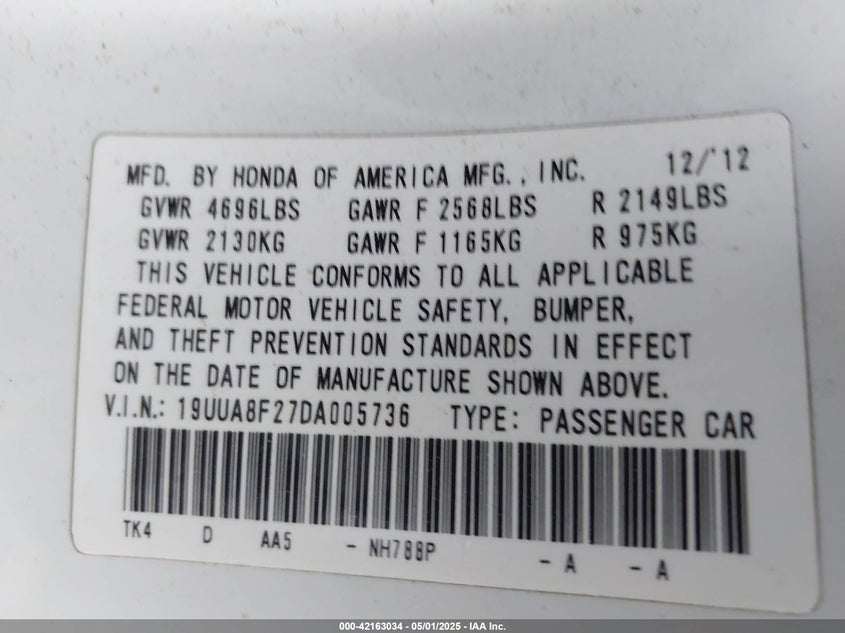 MFD. BY HONDA OF AMERICA MFG., INC. 12/'12
GVWR 4696LBS GAWR F 2568LBS R 2149LBS
GVWR 2130KG GAWR F 1165KG R 975KG
THIS VEHICLE CONFORMS TO ALL APPLICABLE
FEDERAL MOTOR VEHICLE SAFETY, BUMPER,
AND THEFT PREVENTION STANDARDS IN EFFECT
ON THE DATE OF MANUFACTURE SHOWN ABOVE.
V.I.N.: 19UUA8F27DA005736 TYPE: PASSENGER CAR
TK4 D AA5 - NH788P - A - A
000-42163034 - 05/01/2025 - IAA Inc.